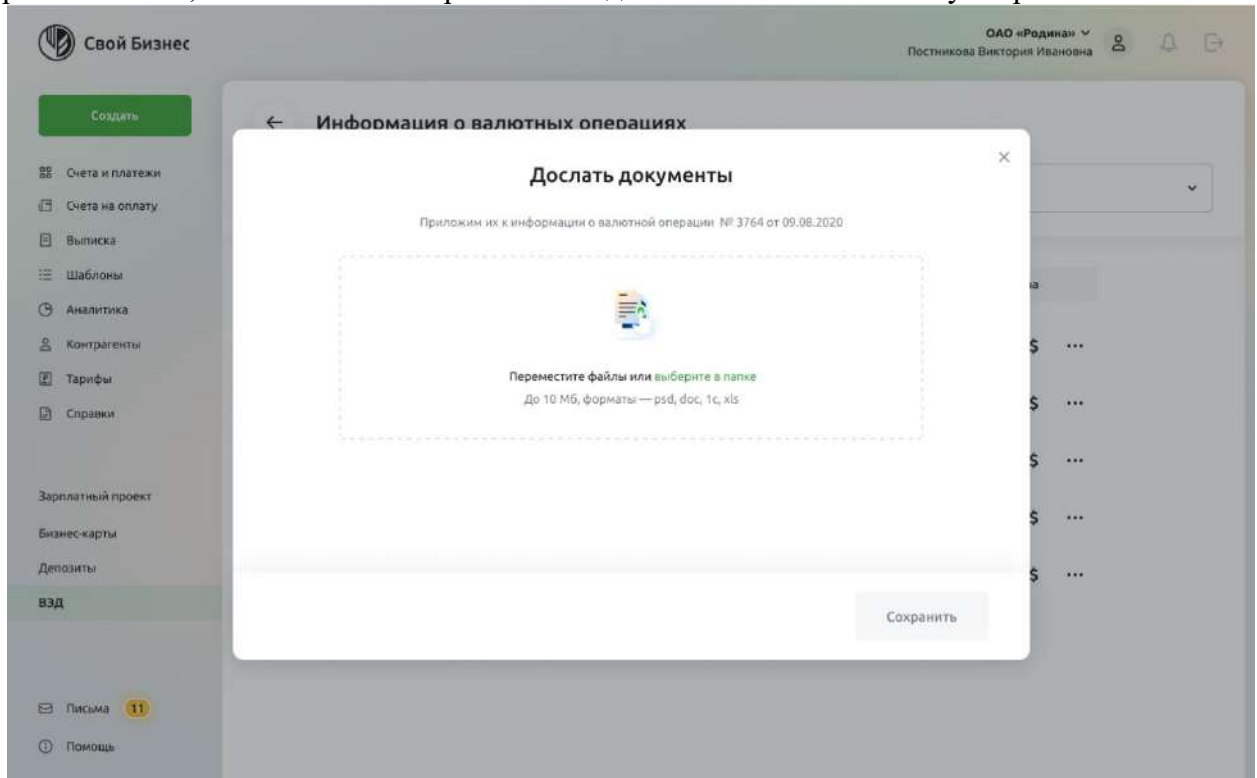 Свой Бизнес
ОАО «Родина»
Постникова Виктория Ивановна
Создать
Информация о валютных операциях
Счета и платежи
Счета на оплату
Выписка
Шаблоны
Аналитика
Контрагенты
Тарифы
Справки
Зарплатный проект
Бизнес-карты
Депозиты
ВЭД
Письма 11
Помощь
Дослать документы
Приложим их к информации о валютной операции № 3764 от 09.08.2020
Переместите файлы или выберите в папке
До 10 Мб, форматы — psd, doc, 1c, xls
$ ...
$ ...
$ ...
$ ...
$ ...
Сохранить